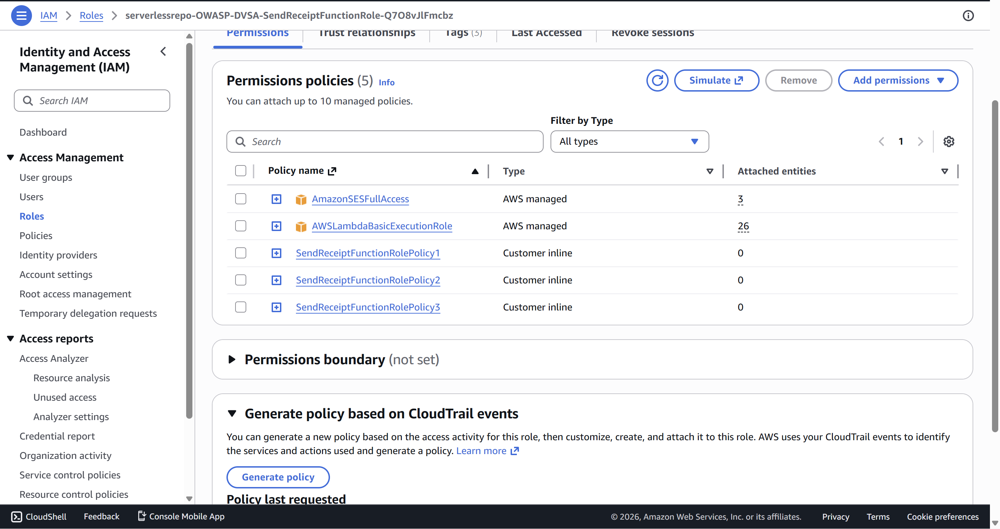 IAM > Roles > serverlessrepo-OWASP-DVSA-SendReceiptFunctionRole-Q7O8vJlFmcbz
Identity and Access
Management (IAM)
Search IAM
Dashboard
Access Management
User groups
Users
Roles
Policies
Identity providers
Account settings
Root access management
Temporary delegation requests
Access reports
Access Analyzer
Resource analysis
Unused access
Analyzer settings
Credential report
Organization activity
Service control policies
Resource control policies
Permissions Trust relationships Tags (3) Last Accessed Revoke sessions
Permissions policies (5) Info
Simulate Remove Add permissions
You can attach up to 10 managed policies.
Filter by Type
Search All types 1
Policy name Type Attached entities
AmazonSESFullAccess AWS managed 3
AWSLambdaBasicExecutionRole AWS managed 26
SendReceiptFunctionRolePolicy1 Customer inline 0
SendReceiptFunctionRolePolicy2 Customer inline 0
SendReceiptFunctionRolePolicy3 Customer inline 0
Permissions boundary (not set)
Generate policy based on CloudTrail events
You can generate a new policy based on the access activity for this role, then customize, create, and attach it to this role. AWS uses your CloudTrail events to identify
the services and actions used and generate a policy. Learn more
Generate policy
Policy last requested
CloudShell Feedback Console Mobile App © 2026, Amazon Web Services, Inc. or its affiliates. Privacy Terms Cookie preferences